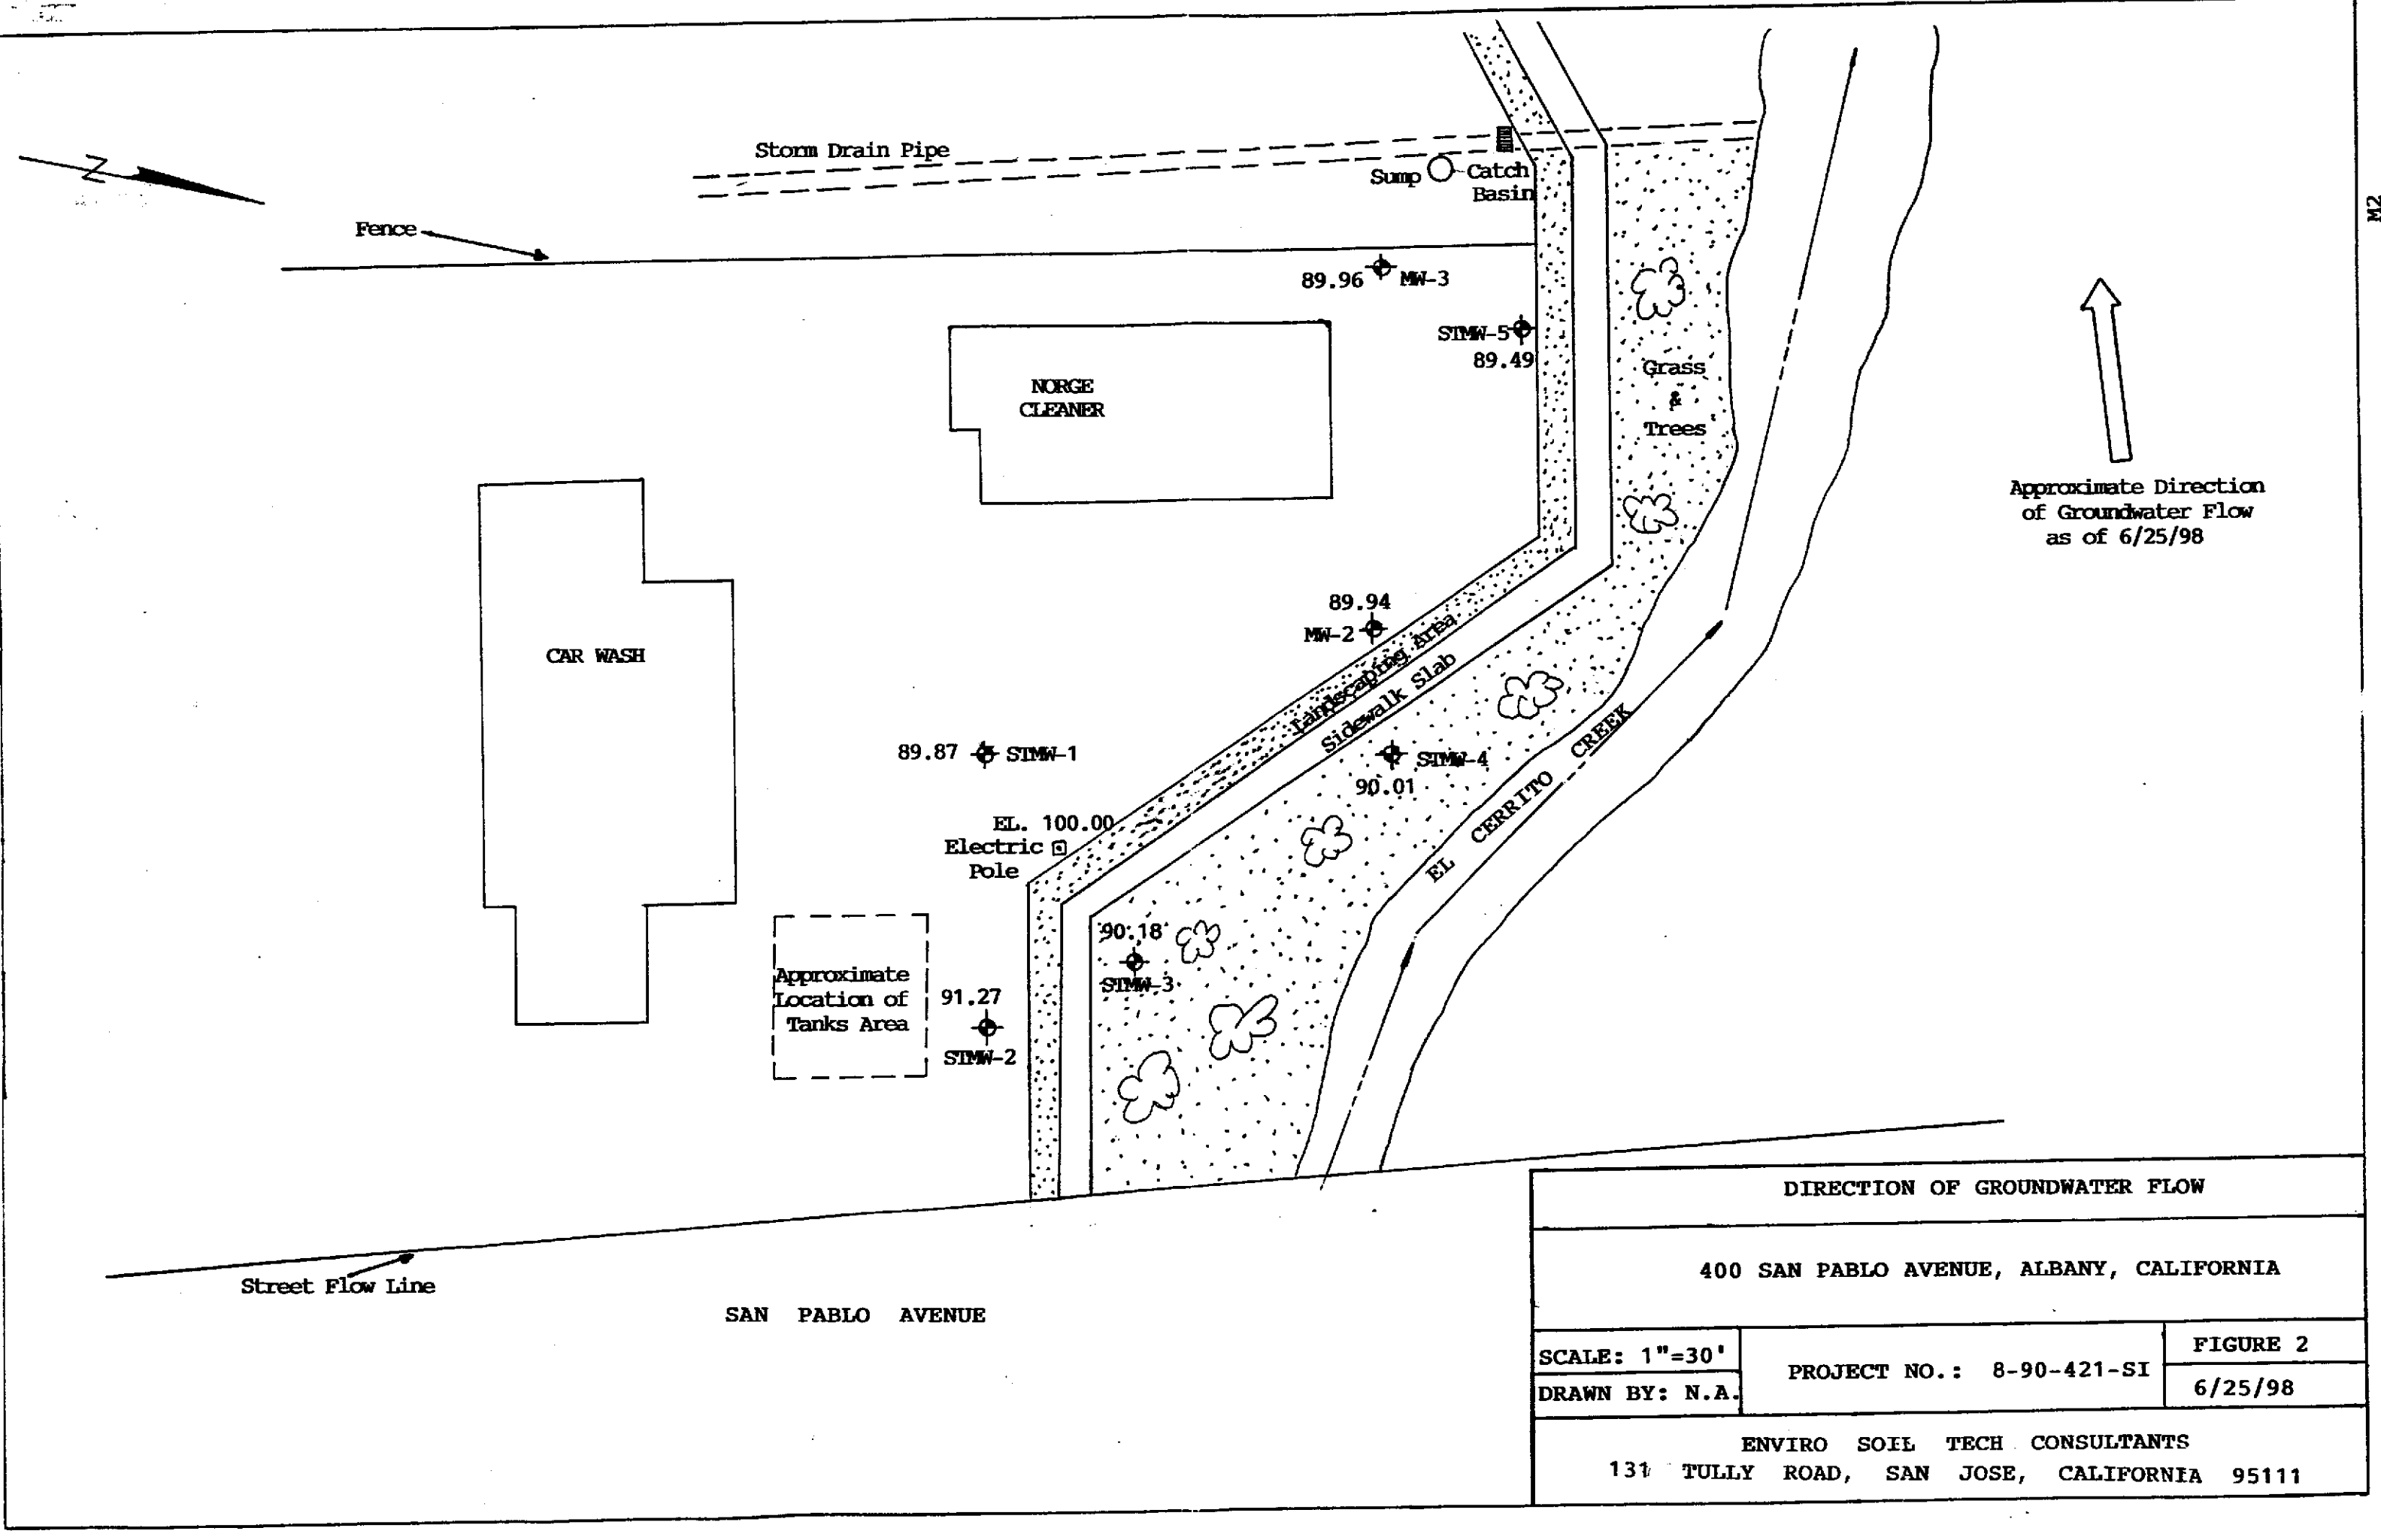 Storm Drain Pipe
Sump
Catch
Basin
M2
N
Fence
89.96
MW-3
STMW-5
89.49
NORGE
CLEANER
Grass
&
Trees
Approximate Direction
of Groundwater Flow
as of 6/25/98
89.94
MW-2
CAR WASH
Landscaping Area
Sidewalk Slab
89.87
STMW-1
STMW-4
90.01
EL CERRITO CREEK
EL. 100.00
Electric
Pole
90.18
STMW-3
Approximate
Location of
Tanks Area
91.27
STMW-2
Street Flow Line
SAN PABLO AVENUE
DIRECTION OF GROUNDWATER FLOW
400 SAN PABLO AVENUE, ALBANY, CALIFORNIA
SCALE: 1"=30'
DRAWN BY: N.A.
PROJECT NO.: 8-90-421-SI
FIGURE 2
6/25/98
ENVIRO SOIL TECH CONSULTANTS
131 TULLY ROAD, SAN JOSE, CALIFORNIA 95111